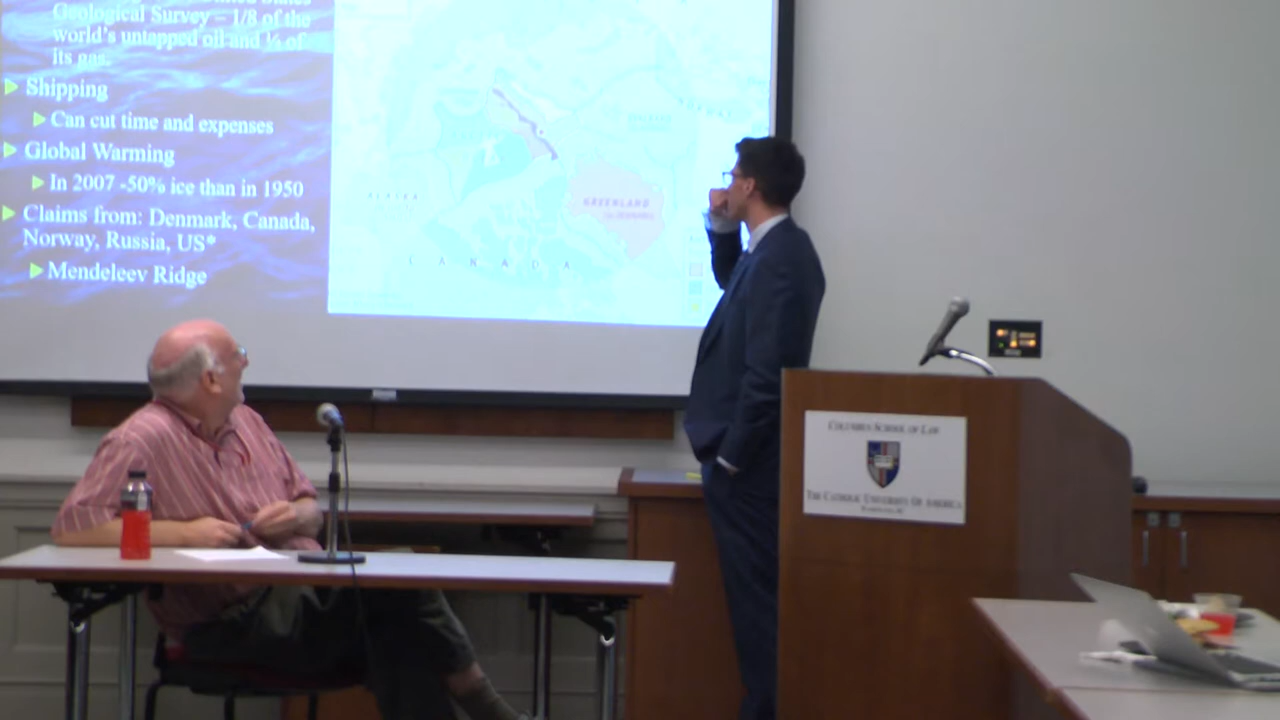 Geological Survey – 1/8 of the
world's untapped oil and ¼ of
its gas.
Shipping
Can cut time and expenses
Global Warming
In 2007 -50% ice than in 1950
Claims from: Denmark, Canada,
Norway, Russia, US*
Mendeleev Ridge
ALASKA
CANADA
GREENLAND
NORWAY
COLUMBUS SCHOOL OF LAW
THE CATHOLIC UNIVERSITY OF AMERICA